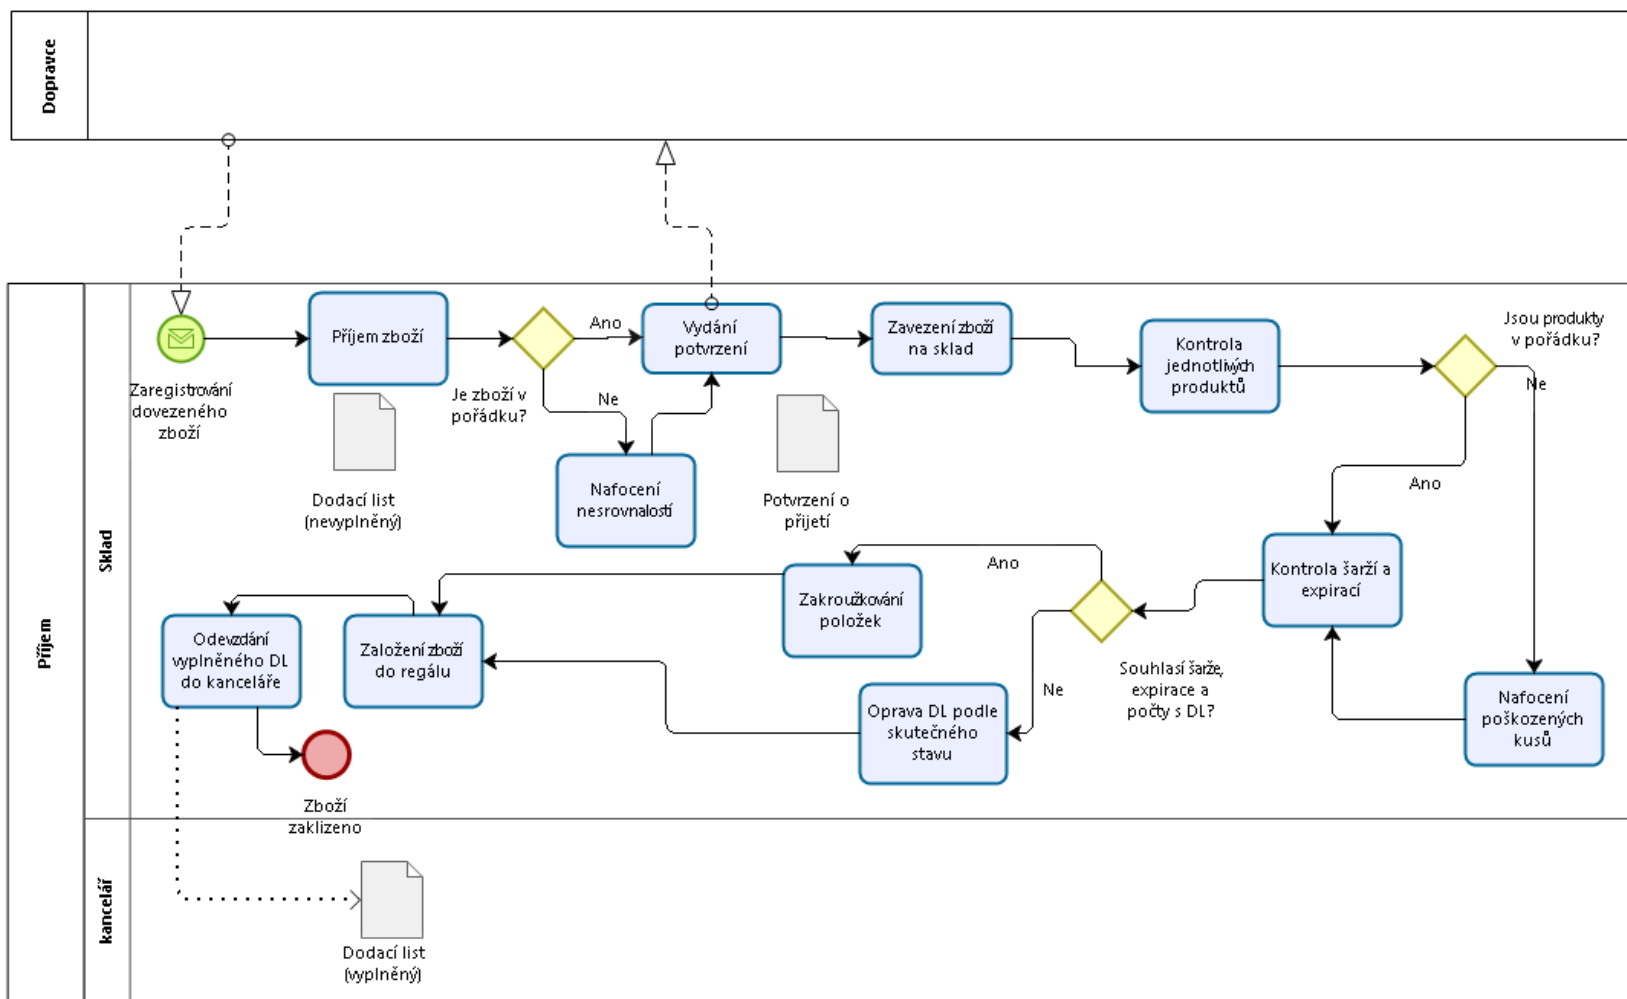 Dopravce
Příjem
Sklad
kancelář
Zaregistrování
dovezeného
zboží
Příjem zboží
Dodací list
(nevyplněný)
Je zboží v
pořádku?
Ano
Ne
Nafocení
nesrovnalostí
Vydání
potvrzení
Potvrzení o
přijetí
Zavezení zboží
na sklad
Kontrola
jednotlivých
produktů
Jsou produkty
v pořádku?
Ne
Ano
Kontrola šarží a
expirací
Nafocení
poškozených
kusů
Souhlasí šarže,
expirace a
počty s DL?
Ano
Ne
Zakroužkování
položek
Oprava DL podle
skutečného
stavu
Založení zboží
do regálu
Odevzdání
vyplněného DL
do kanceláře
Zboží
zaklizeno
Dodací list
(vyplněný)